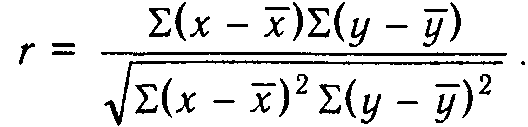 r = Σ(x − x̄)Σ(y − ȳ) / √Σ(x − x̄)² Σ(y − ȳ)² .